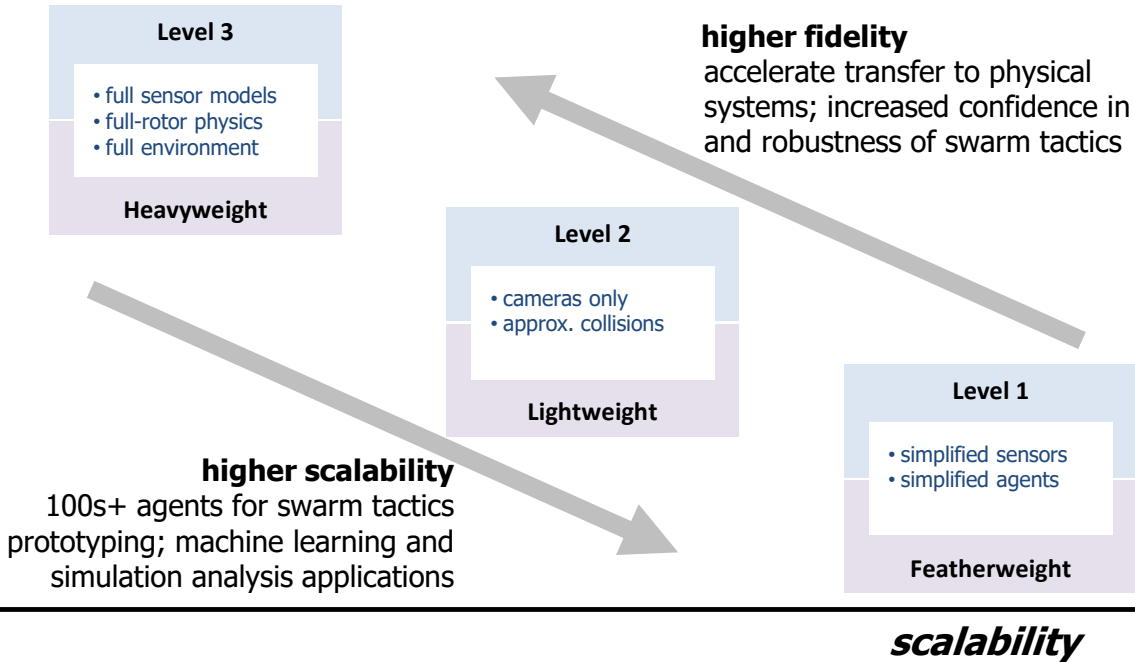 Level 3
• full sensor models
• full-rotor physics
• full environment
Heavyweight
higher fidelity
accelerate transfer to physical
systems; increased confidence in
and robustness of swarm tactics
Level 2
• cameras only
• approx. collisions
Lightweight
Level 1
• simplified sensors
• simplified agents
Featherweight
higher scalability
100s+ agents for swarm tactics
prototyping; machine learning and
simulation analysis applications
scalability